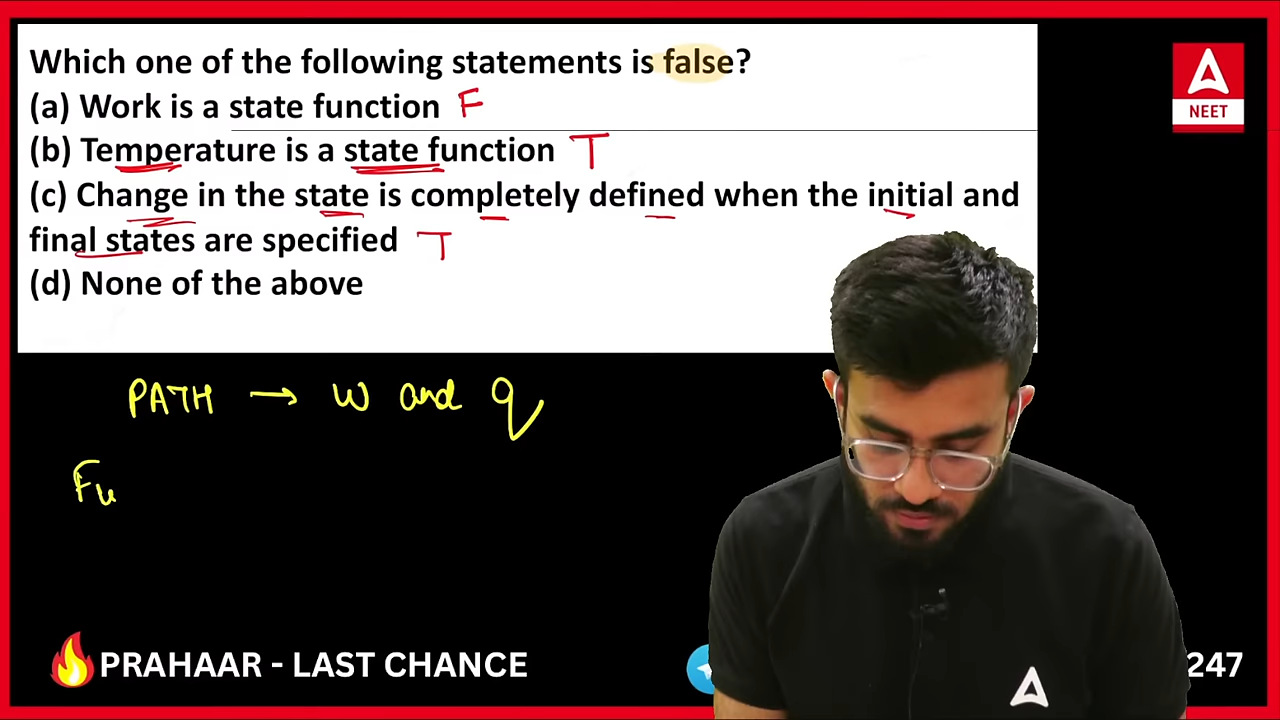 Which one of the following statements is false?
(a) Work is a state function F
(b) Temperature is a state function T
(c) Change in the state is completely defined when the initial and
final states are specified T
(d) None of the above
NEET
PATH → w and q
Fu
PRAHAAR - LAST CHANCE
247